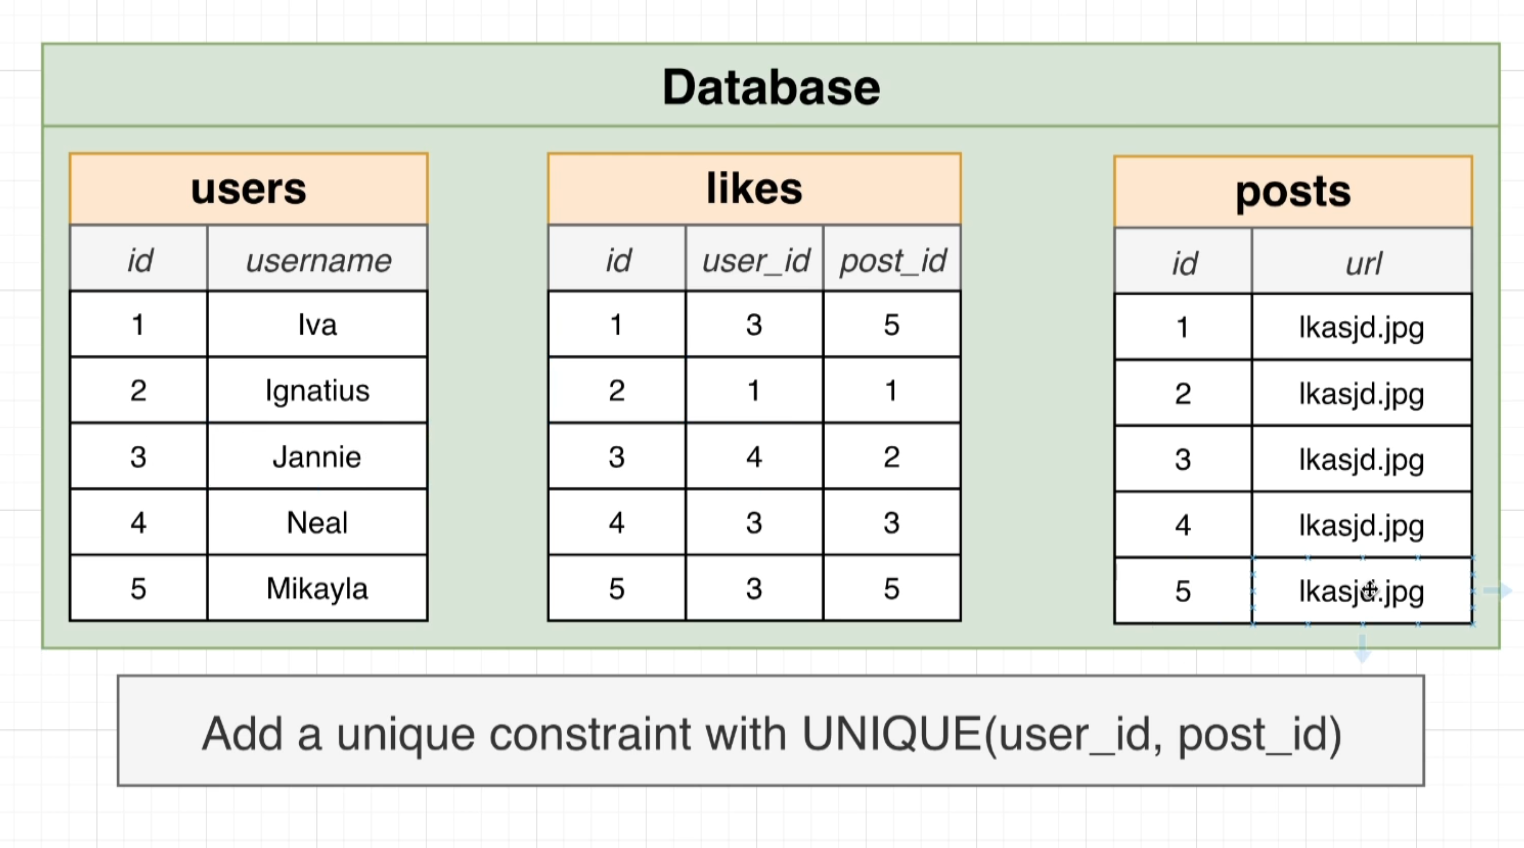 Database
users
id username
1 Iva
2 Ignatius
3 Jannie
4 Neal
5 Mikayla
likes
id user_id post_id
1 3 5
2 1 1
3 4 2
4 3 3
5 3 5
posts
id url
1 lkasjd.jpg
2 lkasjd.jpg
3 lkasjd.jpg
4 lkasjd.jpg
5 lkasjd.jpg
Add a unique constraint with UNIQUE(user_id, post_id)